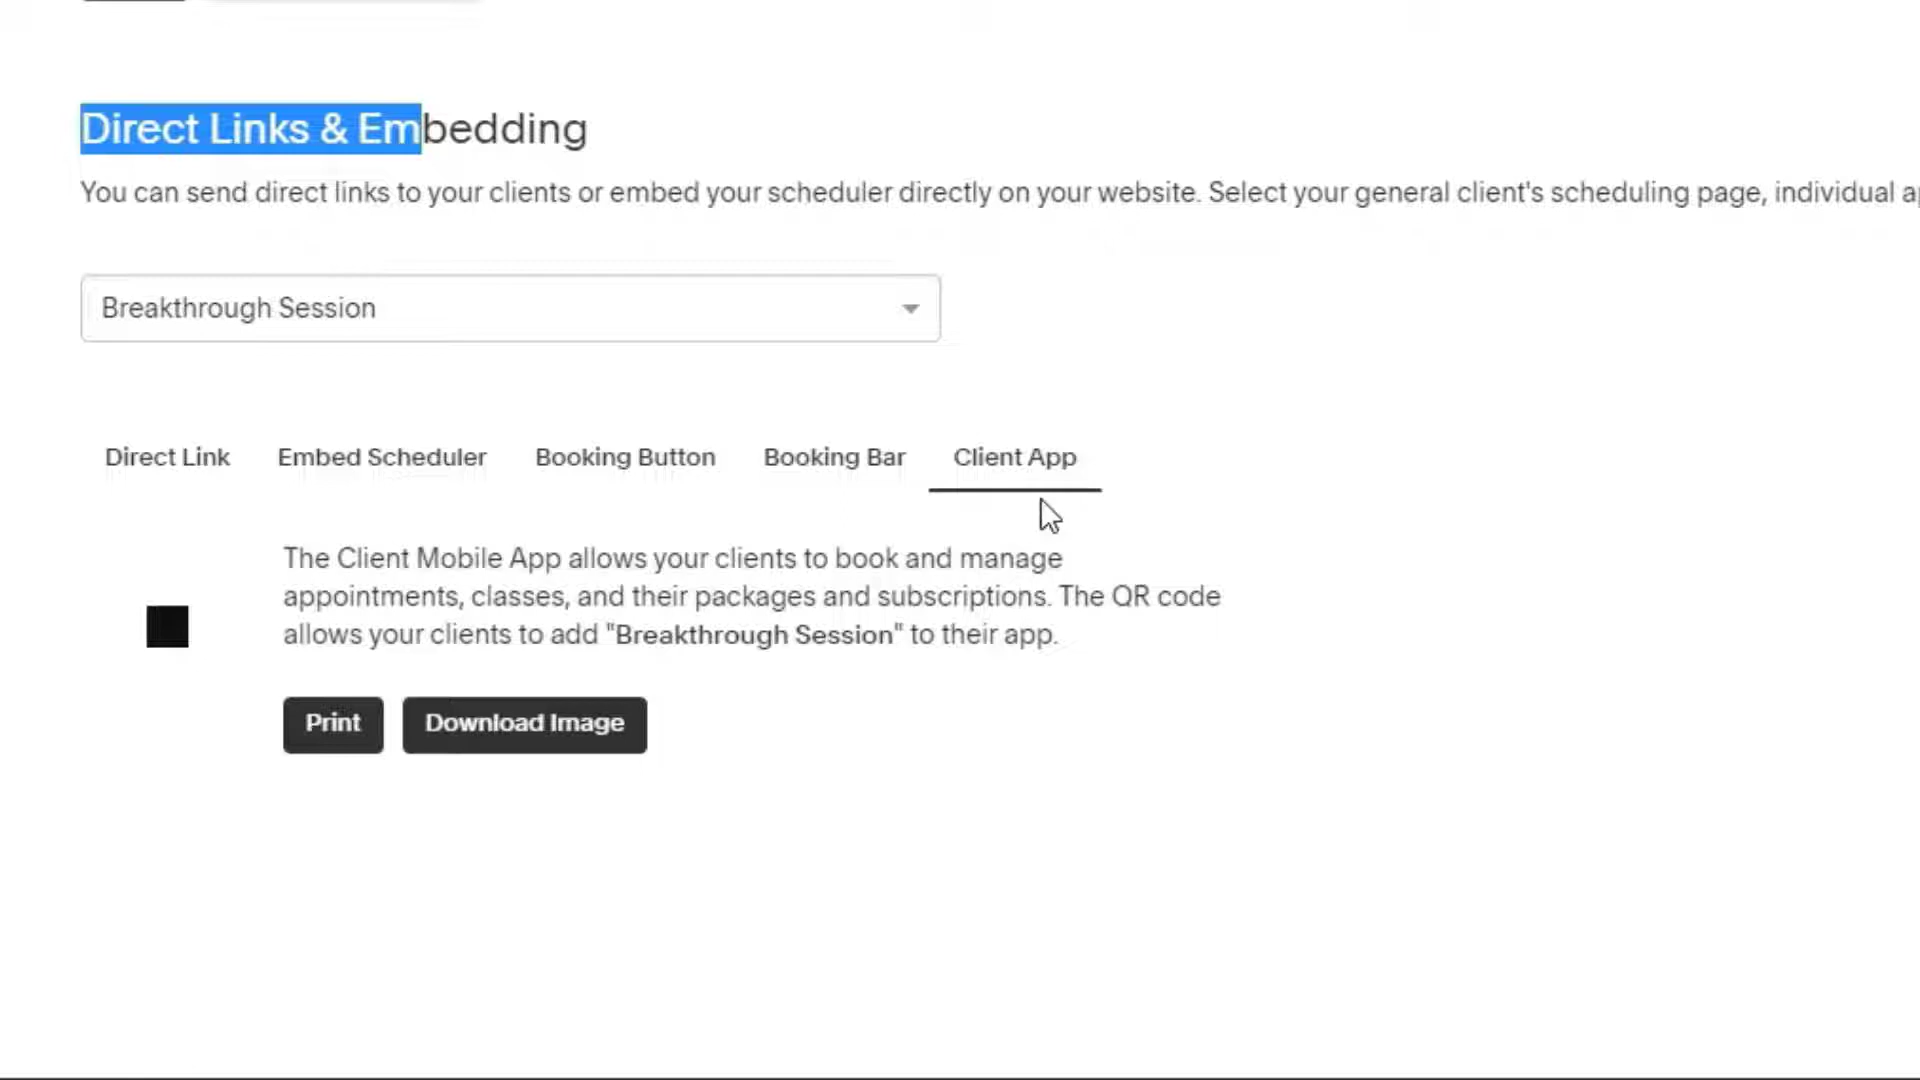 Direct Links & Embedding
You can send direct links to your clients or embed your scheduler directly on your website. Select your general client's scheduling page, individual
Breakthrough Session
Direct Link Embed Scheduler Booking Button Booking Bar Client App
The Client Mobile App allows your clients to book and manage
appointments, classes, and their packages and subscriptions. The QR code
allows your clients to add "Breakthrough Session" to their app.
Print Download Image